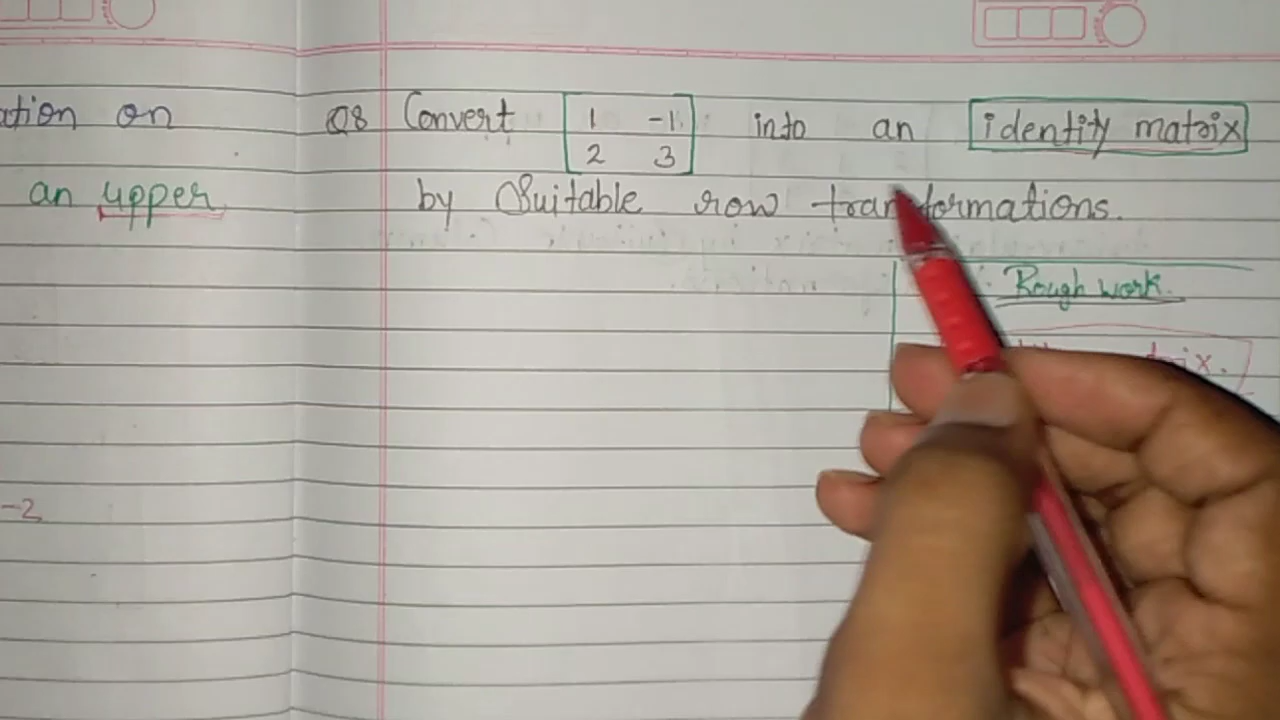 ation on
an upper
-2
Q8 Convert [1 -1
2 3] into an identity matrix
by Suitable row transformations.
Rough work.